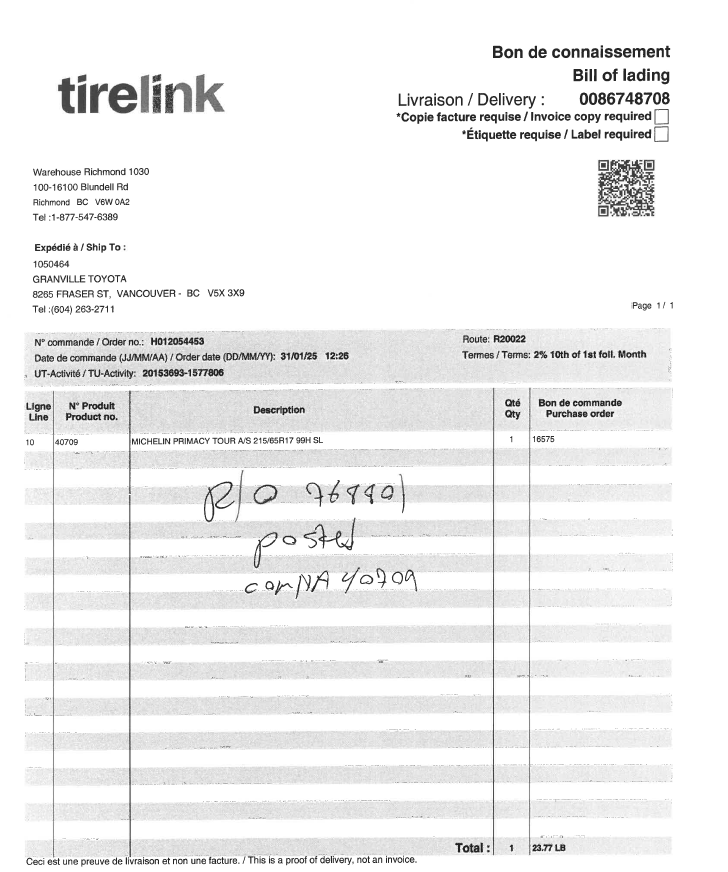 tirelink
Bon de connaissement
Bill of lading
Livraison / Delivery : 0086748708
*Copie facture requise / Invoice copy required
*Étiquette requise / Label required
Warehouse Richmond 1030
100-16100 Blundell Rd
Richmond BC V6W 0A2
Tel :1-877-547-6389
Expédié à / Ship To :
1050464
GRANVILLE TOYOTA
8265 FRASER ST, VANCOUVER - BC V5X 3X9
Tel :(604) 263-2711
Page 1 / 1
N° commande / Order no.: H012054453
Route: R20022
Date de commande (JJ/MM/AA) / Order date (DD/MM/YY): 31/01/25 12:26
Termes / Terms: 2% 10th of 1st foll. Month
UT-Activité / TU-Activity: 20153693-1577806
Ligne Line N° Produit Product no. Description Qté Qty Bon de commande Purchase order
10 40709 MICHELIN PRIMACY TOUR A/S 215/65R17 99H SL 1 16575
R/O
posted
40709
Total : 1 23.77 LB
Ceci est une preuve de livraison et non une facture. / This is a proof of delivery, not an invoice.